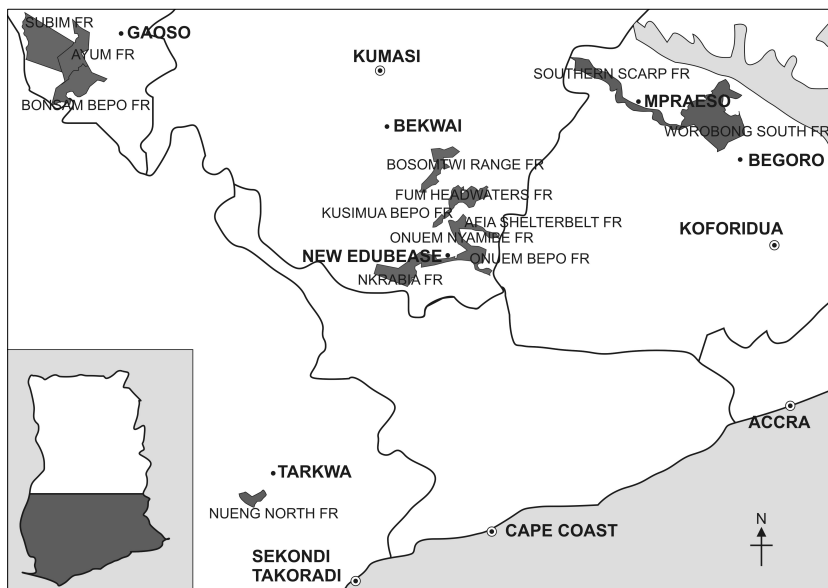 SUBIM FR
GAOSO
AYUM FR
BONSAM BEPO FR
KUMASI
SOUTHERN SCARP FR
MPRAESO
WOROBONG SOUTH FR
BEKWAI
BEGORO
BOSOMTWI RANGE FR
FUM HEADWATERS FR
KUSIMUA BEPO FR
AFIA SHELTERBELT FR
ONUEM NYAMIBE FR
KOFORIDUA
NEW EDUBEASE
ONUEM BEPO FR
NKRABIA FR
ACCRA
TARKWA
NUENG NORTH FR
CAPE COAST
N
SEKONDI
TAKORADI